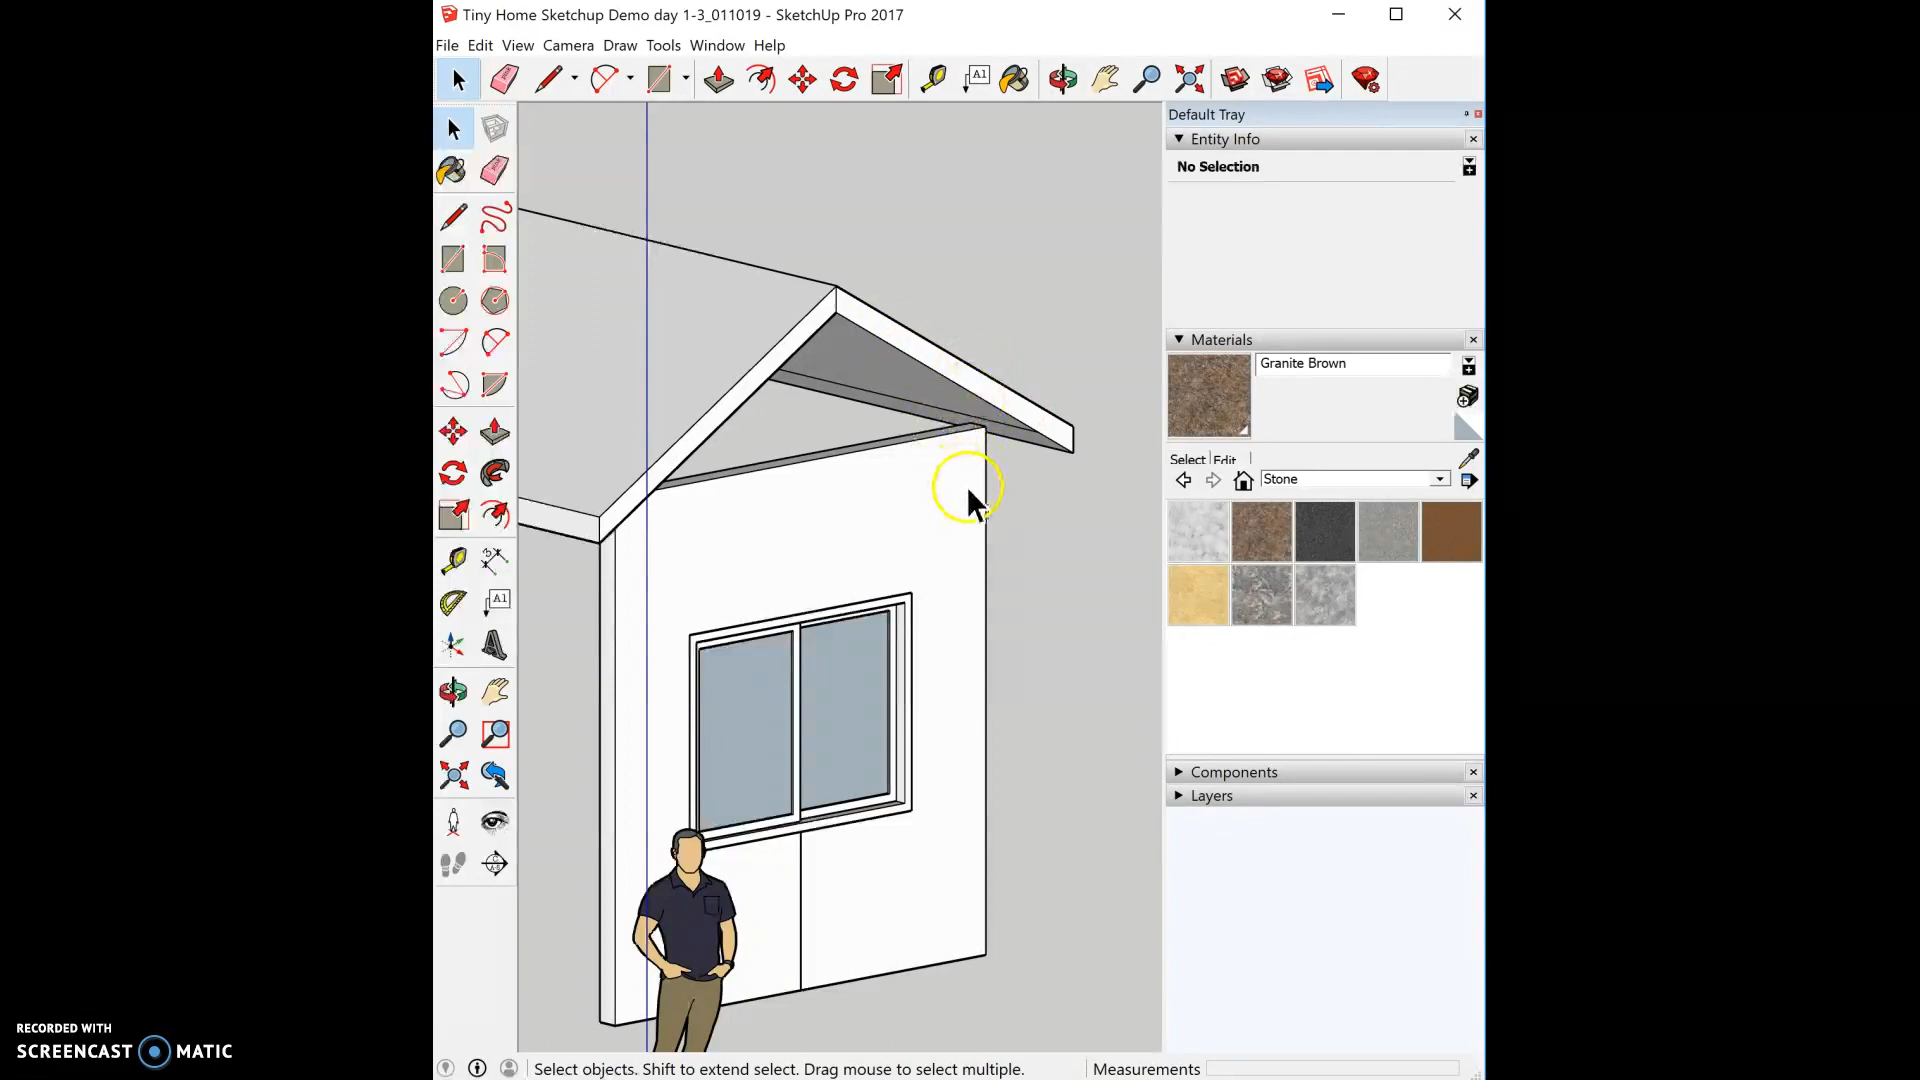 Tiny Home Sketchup Demo day 1-3_011019 - SketchUp Pro 2017
File Edit View Camera Draw Tools Window Help
A1
Default Tray
Entity Info
No Selection
Materials
Granite Brown
Select Edit
Stone
A1
Components
Layers
RECORDED WITH
SCREENCAST MATIC
Select objects. Shift to extend select. Drag mouse to select multiple.
Measurements